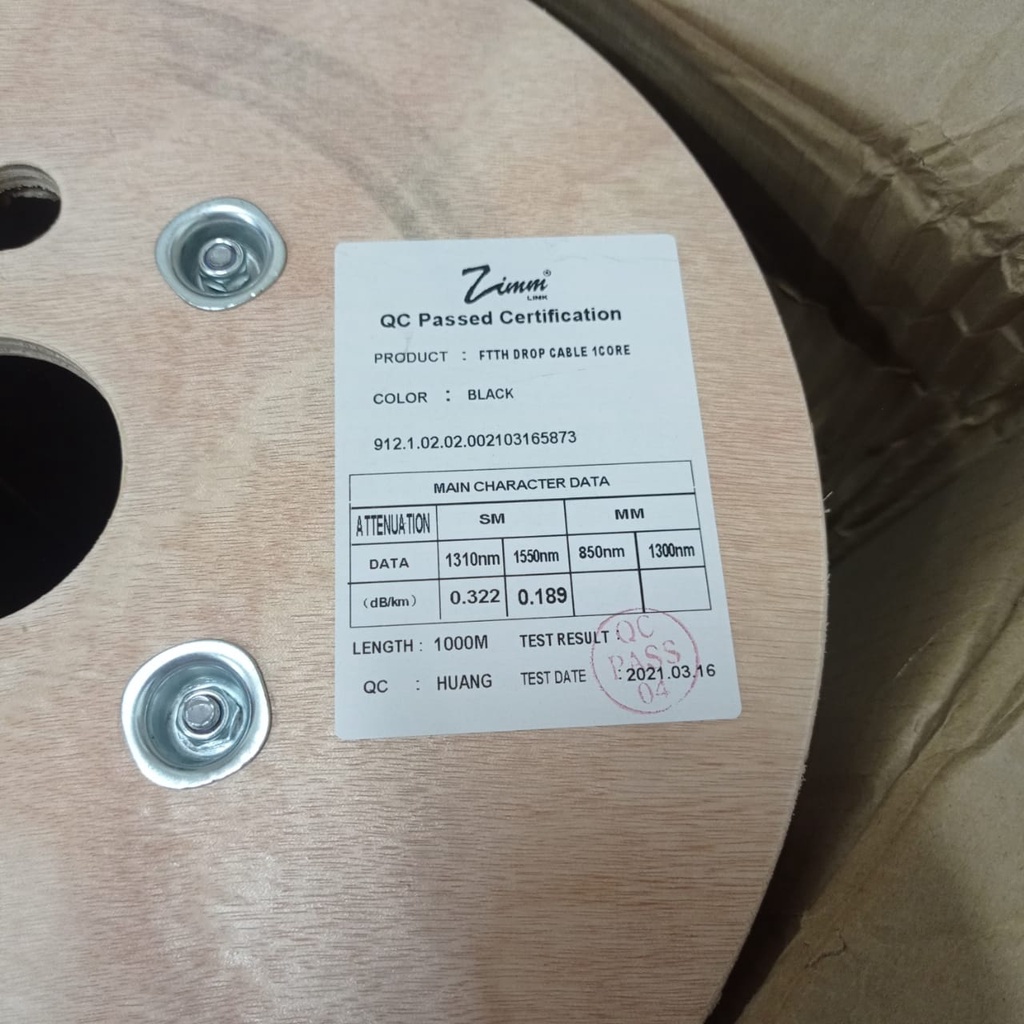 Zimm®
LINK
QC Passed Certification
PRODUCT : FTTH DROP CABLE 1CORE
COLOR : BLACK
912.1.02.02.002103165873
MAIN CHARACTER DATA
ATTENUATION SM MM
DATA 1310nm 1550nm 850nm 1300nm
(dB/km) 0.322 0.189
LENGTH : 1000M TEST RESULT :
QC PASS 04
QC : HUANG TEST DATE : 2021.03.16